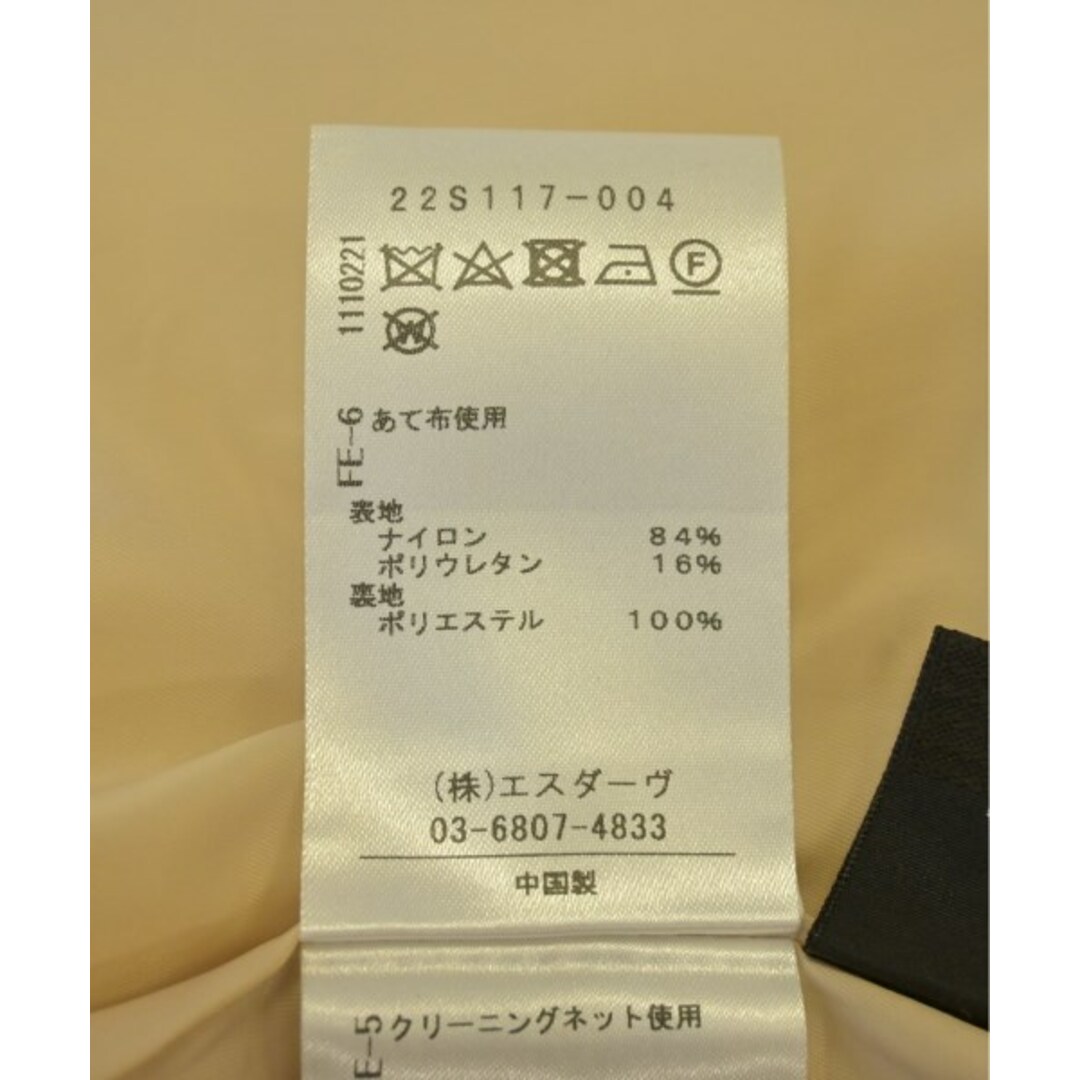 22S117-004
1110221
F
W
FE-6
あて布使用
表地
ナイロン 84%
ポリウレタン 16%
裏地
ポリエステル 100%
(株)エスダーヴ
03-6807-4833
中国製
E-5
クリーニングネット使用